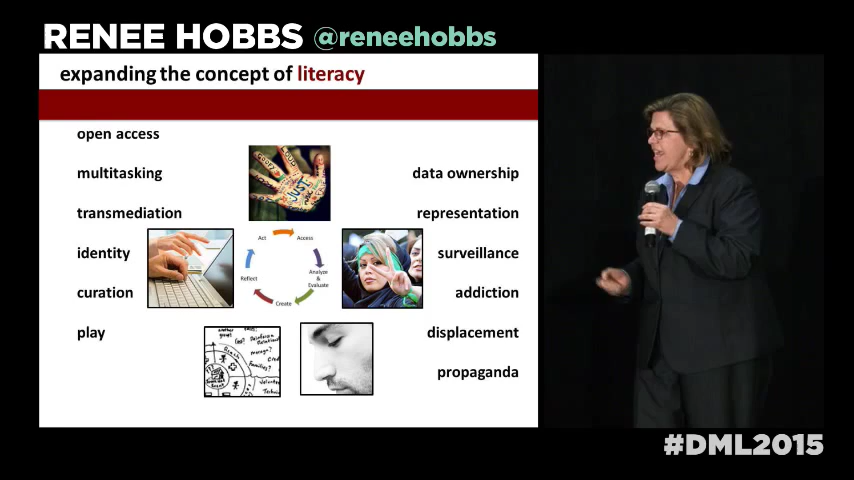 RENEE HOBBS @reneehobbs
expanding the concept of literacy
open access
multitasking
transmediation
identity
curation
play
data ownership
representation
surveillance
addiction
displacement
propaganda
JUST
Act
Access
Analyze
&
Evaluate
Create
Reflect
#DML2015